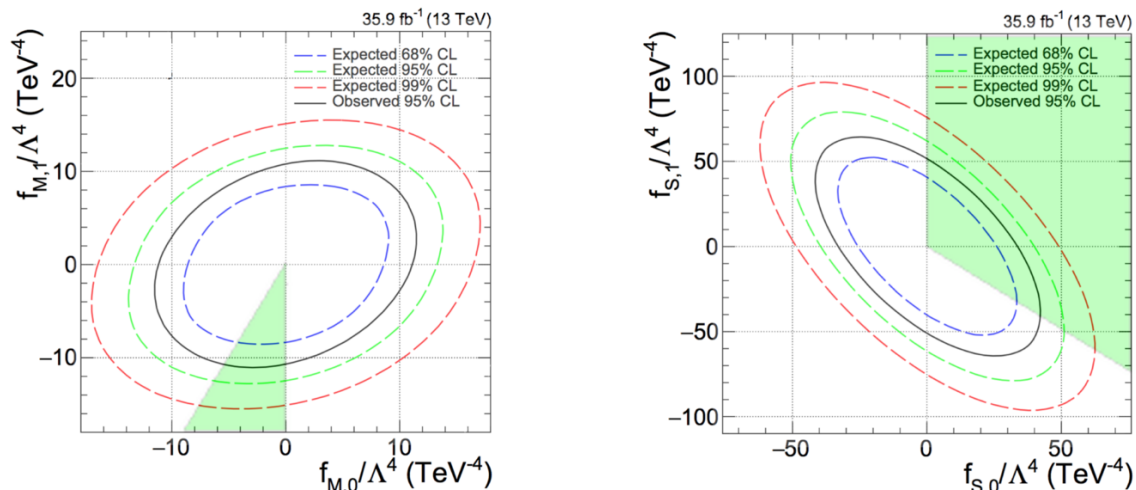 35.9 fb⁻¹ (13 TeV)
Expected 68% CL
Expected 95% CL
Expected 99% CL
Observed 95% CL
f_M,1/Λ⁴ (TeV⁻⁴)
20
10
0
−10
−10 0 10
f_M,0/Λ⁴ (TeV⁻⁴)
35.9 fb⁻¹ (13 TeV)
Expected 68% CL
Expected 95% CL
Expected 99% CL
Observed 95% CL
f_S,1/Λ⁴ (TeV⁻⁴)
100
50
0
−50
−100
−50 0 50
f_S,0/Λ⁴ (TeV⁻⁴)